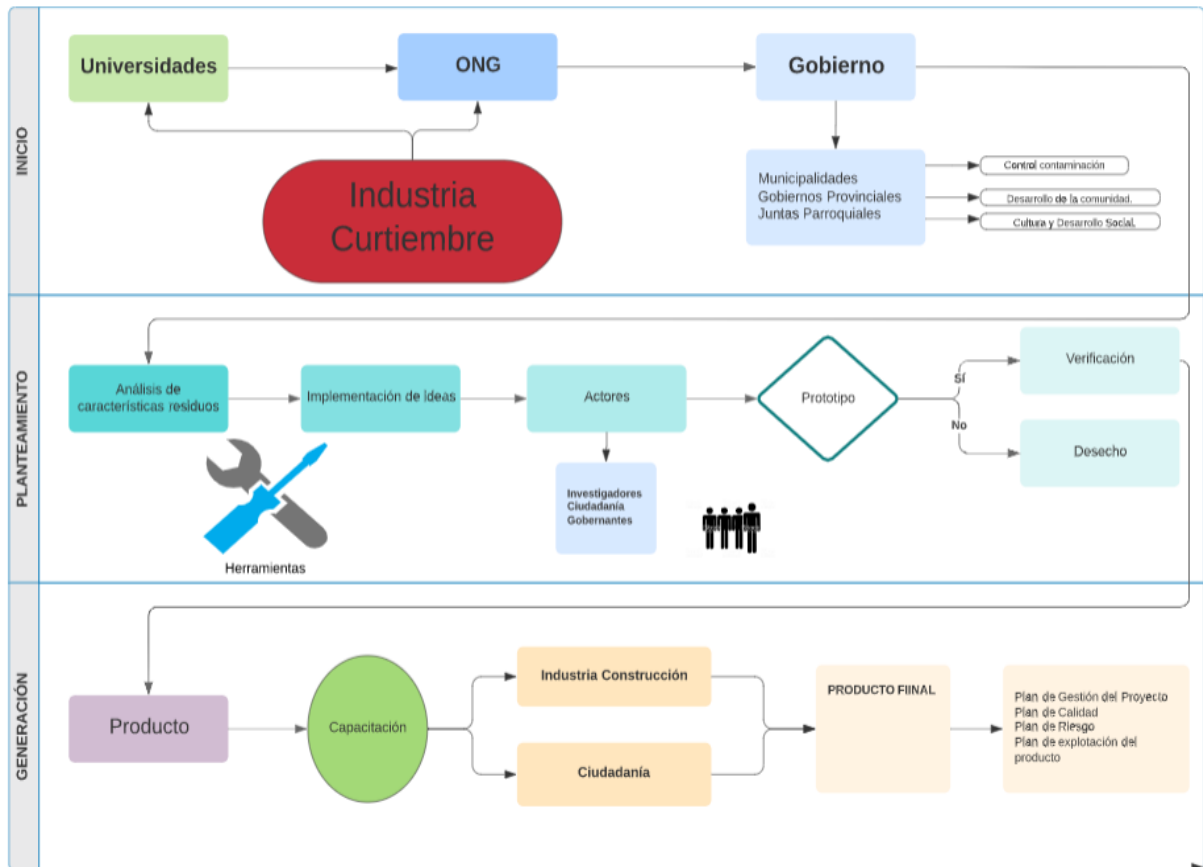 INICIO
Universidades
ONG
Gobierno
Industria
Curtiembre
Municipalidades
Gobiernos Provinciales
Juntas Parroquiales
Control contaminación
Desarrollo de la comunidad.
Cultura y Desarrollo Social.
PLANTEAMIENTO
Análisis de
características residuos
Implementación de ideas
Actores
Prototipo
Sí
No
Verificación
Desecho
Herramientas
Investigadores
Ciudadanía
Gobernantes
GENERACIÓN
Producto
Capacitación
Industria Construcción
Ciudadanía
PRODUCTO FIINAL
Plan de Gestión del Proyecto
Plan de Calidad
Plan de Riesgo
Plan de explotación del
producto